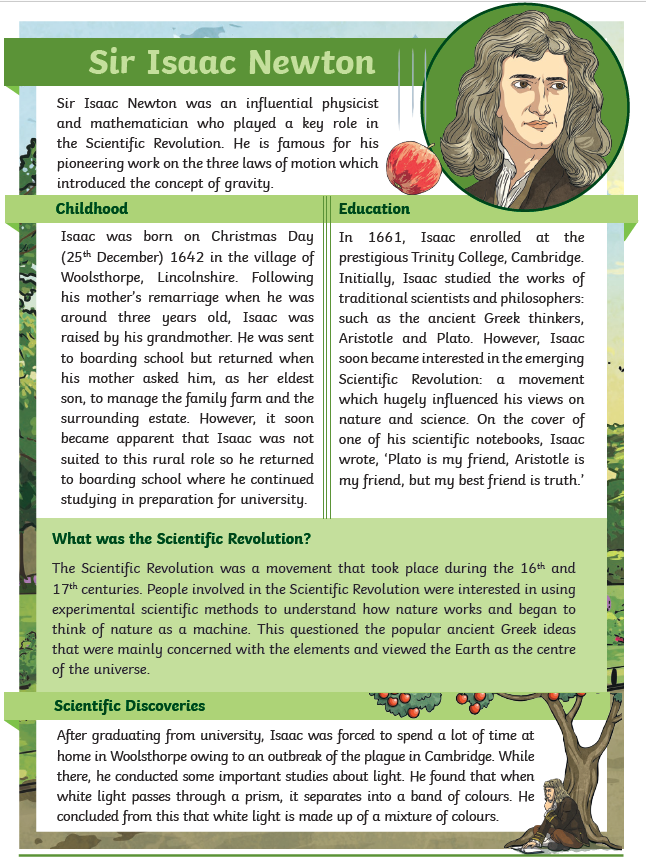 Sir Isaac Newton
Sir Isaac Newton was an influential physicist
and mathematician who played a key role in
the Scientific Revolution. He is famous for his
pioneering work on the three laws of motion which
introduced the concept of gravity.
Childhood
Isaac was born on Christmas Day
(25th December) 1642 in the village of
Woolsthorpe, Lincolnshire. Following
his mother's remarriage when he was
around three years old, Isaac was
raised by his grandmother. He was sent
to boarding school but returned when
his mother asked him, as her eldest
son, to manage the family farm and the
surrounding estate. However, it soon
became apparent that Isaac was not
suited to this rural role so he returned
to boarding school where he continued
studying in preparation for university.
Education
In 1661, Isaac enrolled at the
prestigious Trinity College, Cambridge.
Initially, Isaac studied the works of
traditional scientists and philosophers:
such as the ancient Greek thinkers,
Aristotle and Plato. However, Isaac
soon became interested in the emerging
Scientific Revolution: a movement
which hugely influenced his views on
nature and science. On the cover of
one of his scientific notebooks, Isaac
wrote, 'Plato is my friend, Aristotle is
my friend, but my best friend is truth.'
What was the Scientific Revolution?
The Scientific Revolution was a movement that took place during the 16th and
17th centuries. People involved in the Scientific Revolution were interested in using
experimental scientific methods to understand how nature works and began to
think of nature as a machine. This questioned the popular ancient Greek ideas
that were mainly concerned with the elements and viewed the Earth as the centre
of the universe.
Scientific Discoveries
After graduating from university, Isaac was forced to spend a lot of time at
home in Woolsthorpe owing to an outbreak of the plague in Cambridge. While
there, he conducted some important studies about light. He found that when
white light passes through a prism, it separates into a band of colours. He
concluded from this that white light is made up of a mixture of colours.